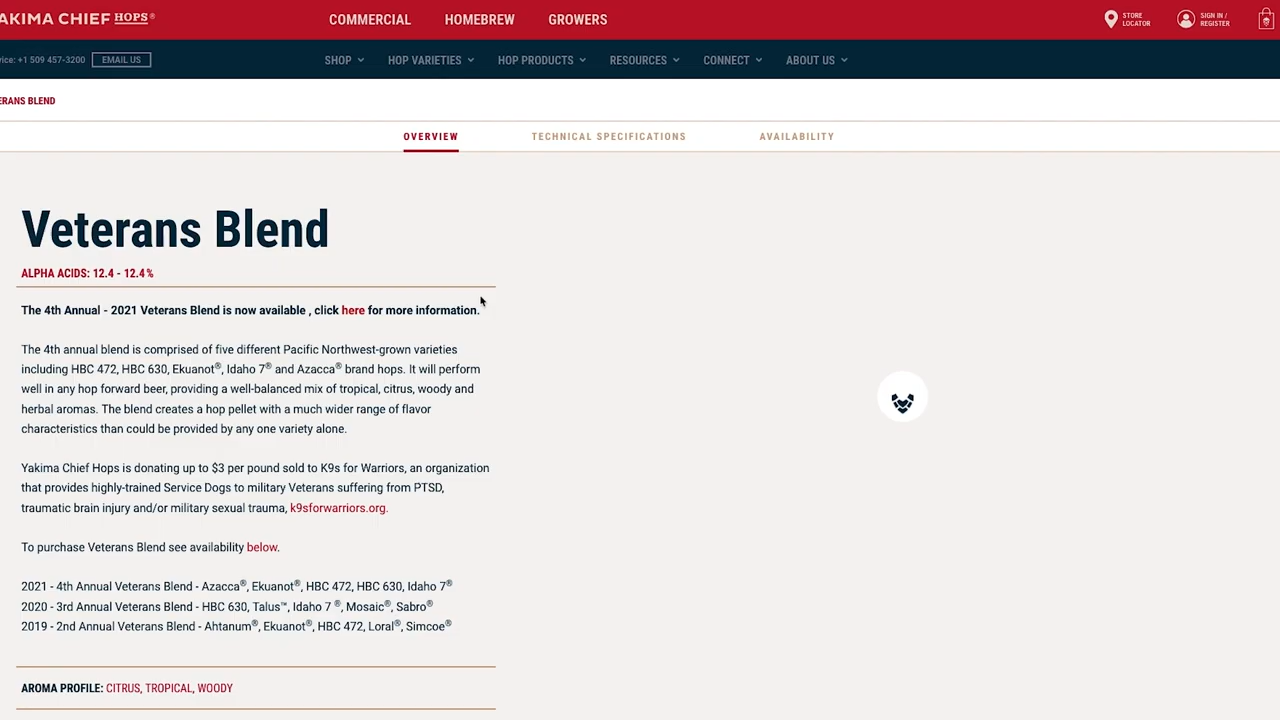 AKIMA CHIEF HOPS®
COMMERCIAL HOMEBREW GROWERS
STORE LOCATOR
SIGN IN / REGISTER
vice: +1 509 457-3200 EMAIL US
SHOP HOP VARIETIES HOP PRODUCTS RESOURCES CONNECT ABOUT US
ERANS BLEND
OVERVIEW TECHNICAL SPECIFICATIONS AVAILABILITY
Veterans Blend
ALPHA ACIDS: 12.4 - 12.4%
The 4th Annual - 2021 Veterans Blend is now available , click here for more information.
The 4th annual blend is comprised of five different Pacific Northwest-grown varieties
including HBC 472, HBC 630, Ekuanot®, Idaho 7® and Azacca® brand hops. It will perform
well in any hop forward beer, providing a well-balanced mix of tropical, citrus, woody and
herbal aromas. The blend creates a hop pellet with a much wider range of flavor
characteristics than could be provided by any one variety alone.
Yakima Chief Hops is donating up to $3 per pound sold to K9s for Warriors, an organization
that provides highly-trained Service Dogs to military Veterans suffering from PTSD,
traumatic brain injury and/or military sexual trauma, k9sforwarriors.org.
To purchase Veterans Blend see availability below.
2021 - 4th Annual Veterans Blend - Azacca®, Ekuanot®, HBC 472, HBC 630, Idaho 7®
2020 - 3rd Annual Veterans Blend - HBC 630, Talus™, Idaho 7 ®, Mosaic®, Sabro®
2019 - 2nd Annual Veterans Blend - Ahtanum®, Ekuanot®, HBC 472, Loral®, Simcoe®
AROMA PROFILE: CITRUS, TROPICAL, WOODY